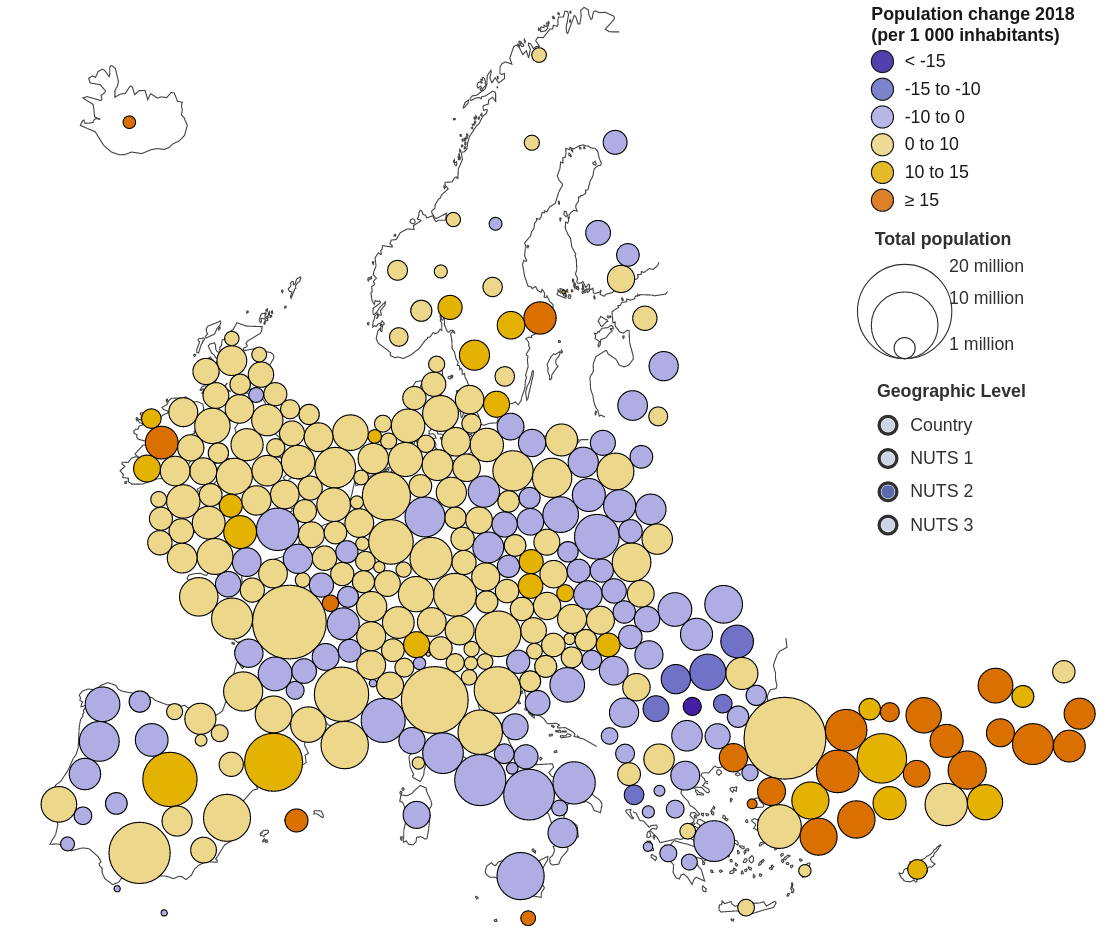 Population change 2018
(per 1 000 inhabitants)
< -15
-15 to -10
-10 to 0
0 to 10
10 to 15
≥ 15
Total population
20 million
10 million
1 million
Geographic Level
Country
NUTS 1
NUTS 2
NUTS 3